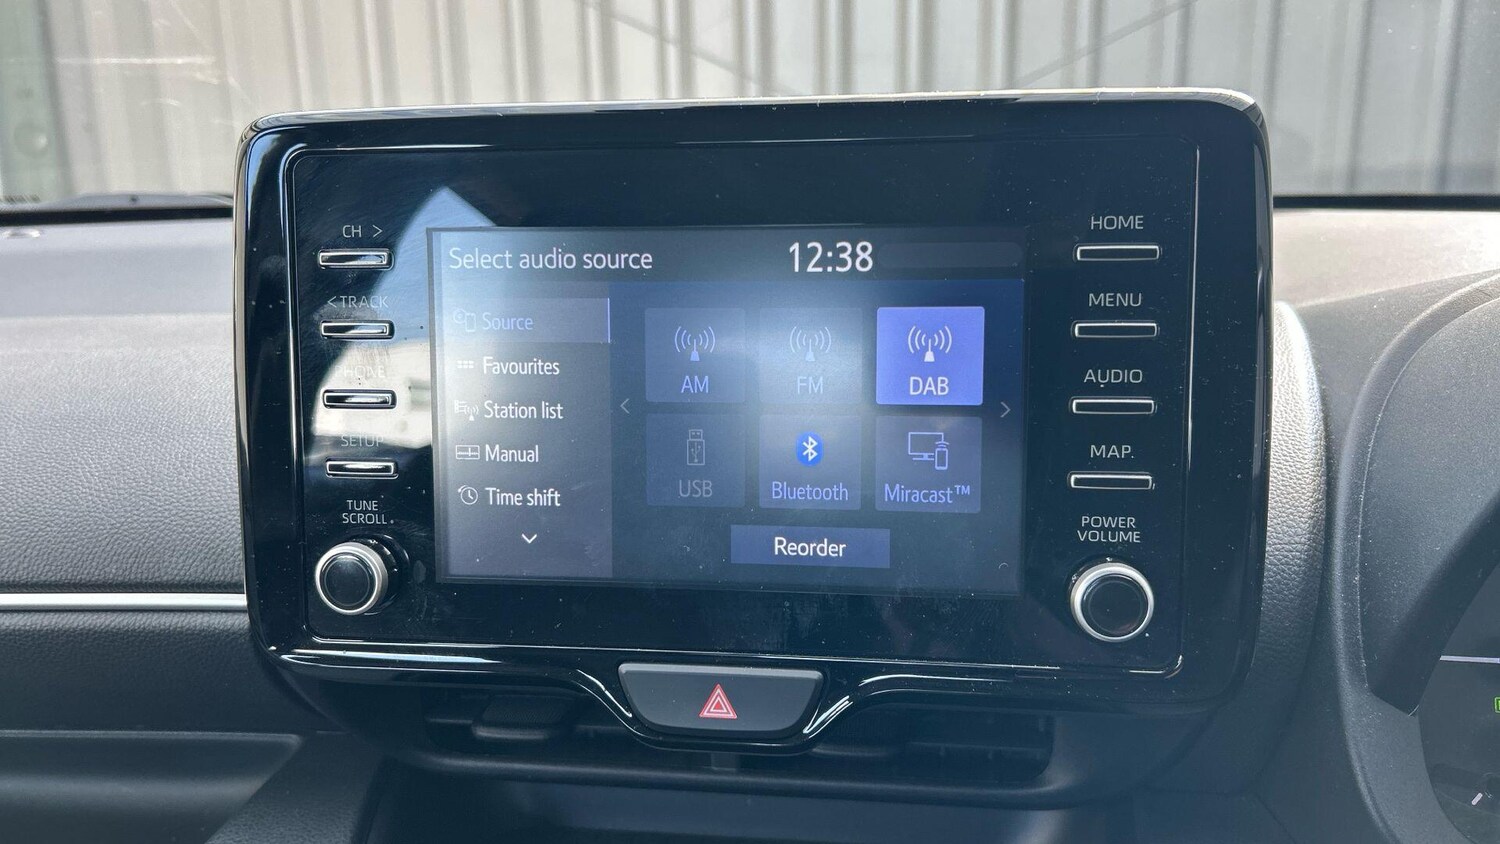 CH >
< TRACK
PHONE
SETUP
TUNE
SCROLL
Select audio source
12:38
Source
Favourites
Station list
Manual
Time shift
AM
FM
DAB
USB
Bluetooth
Miracast™
Reorder
HOME
MENU
AUDIO
MAP
POWER
VOLUME